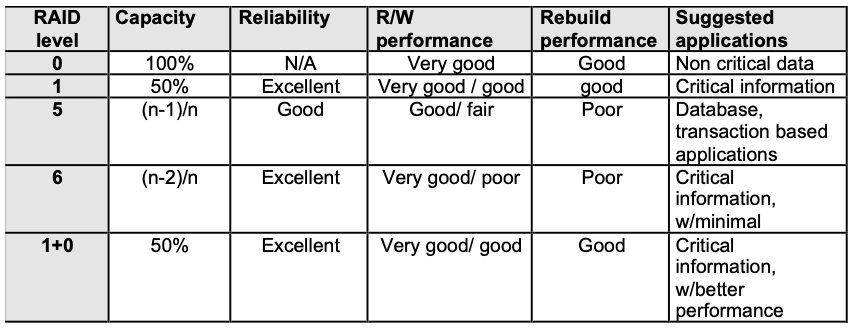 RAID level Capacity Reliability R/W performance Rebuild performance Suggested applications
0 100% N/A Very good Good Non critical data
1 50% Excellent Very good / good good Critical information
5 (n-1)/n Good Good/ fair Poor Database, transaction based applications
6 (n-2)/n Excellent Very good/ poor Poor Critical information, w/minimal
1+0 50% Excellent Very good/ good Good Critical information, w/better performance